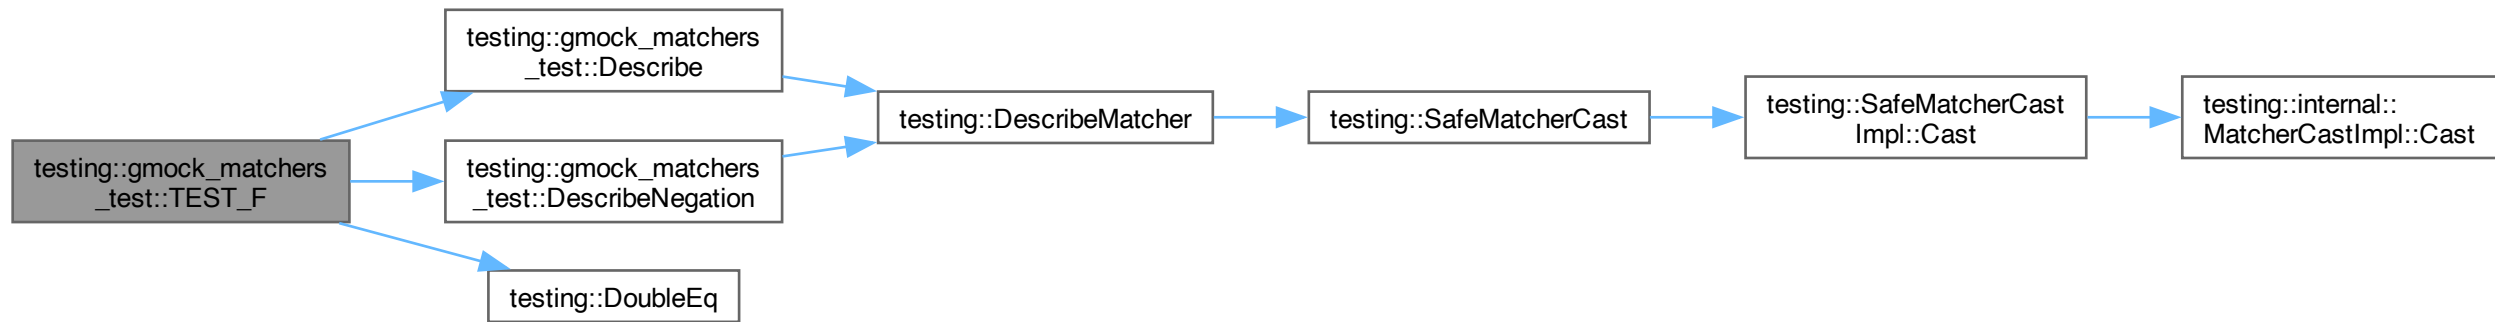 testing::gmock_matchers
_test::TEST_F
testing::gmock_matchers
_test::Describe
testing::gmock_matchers
_test::DescribeNegation
testing::DoubleEq
testing::DescribeMatcher
testing::SafeMatcherCast
testing::SafeMatcherCast
Impl::Cast
testing::internal::
MatcherCastImpl::Cast